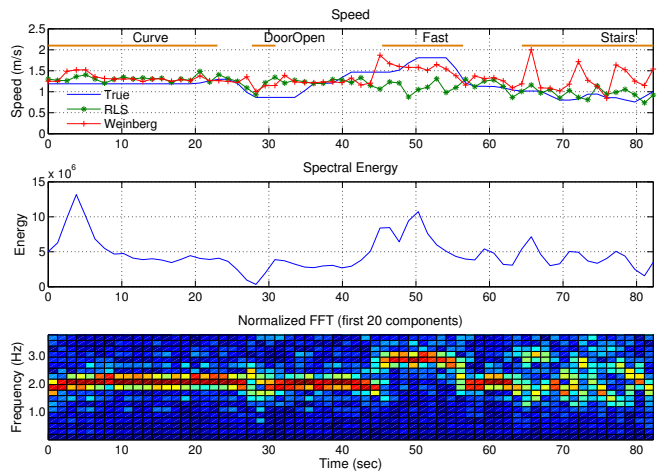 Speed
Curve DoorOpen Fast Stairs
Speed (m/s)
2.5
2
1.5
1
0.5
0
True
RLS
Weinberg
0 10 20 30 40 50 60 70 80
Spectral Energy
x 10^6
Energy
15
10
5
0
0 10 20 30 40 50 60 70 80
Normalized FFT (first 20 components)
Frequency (Hz)
3.0
2.0
1.0
0 10 20 30 40 50 60 70 80
Time (sec)